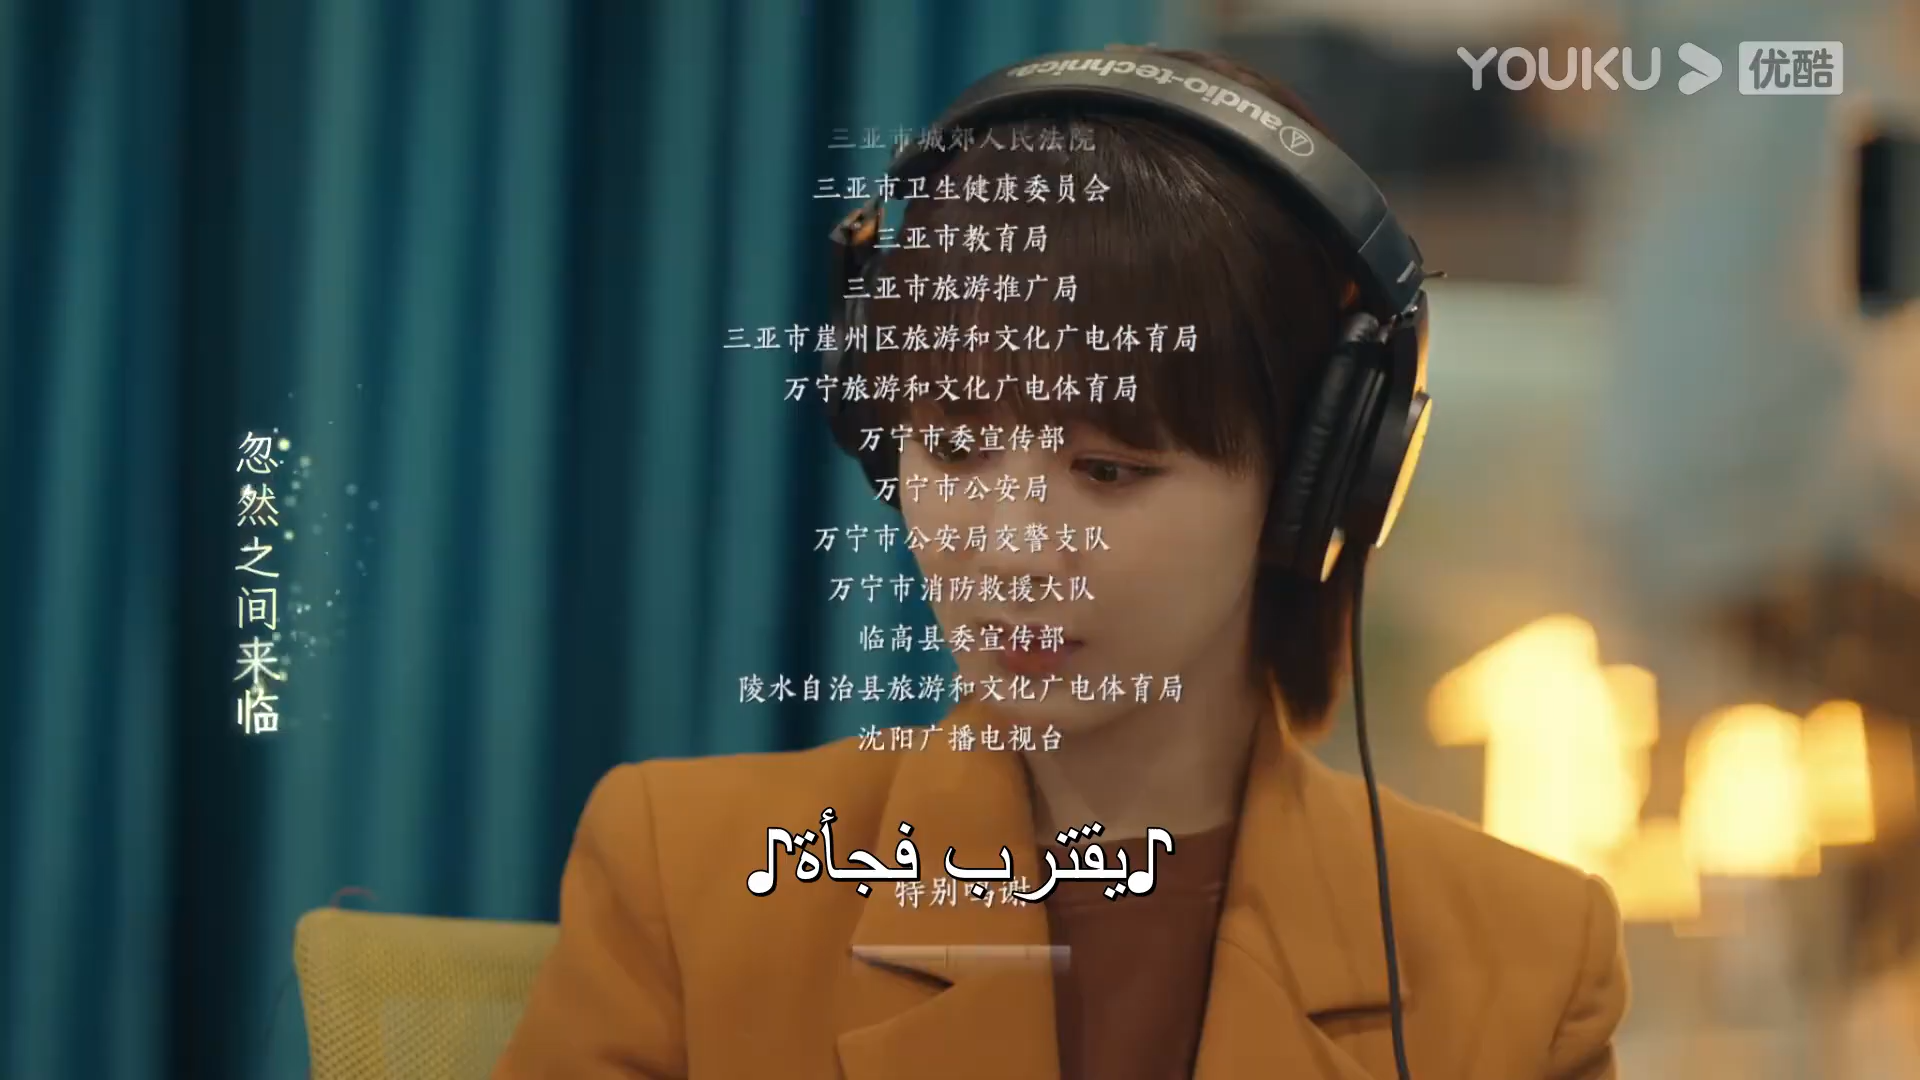 YOUKU 优酷
audio-technica
三亚市城郊人民法院
三亚市卫生健康委员会
三亚市教育局
三亚市旅游推广局
三亚市崖州区旅游和文化广电体育局
万宁旅游和文化广电体育局
万宁市委宣传部
万宁市公安局
万宁市公安局交警支队
万宁市消防救援大队
临高县委宣传部
陵水自治县旅游和文化广电体育局
沈阳广播电视台
忽然之间来临
♪يقترب فجأة♪
特别鸣谢